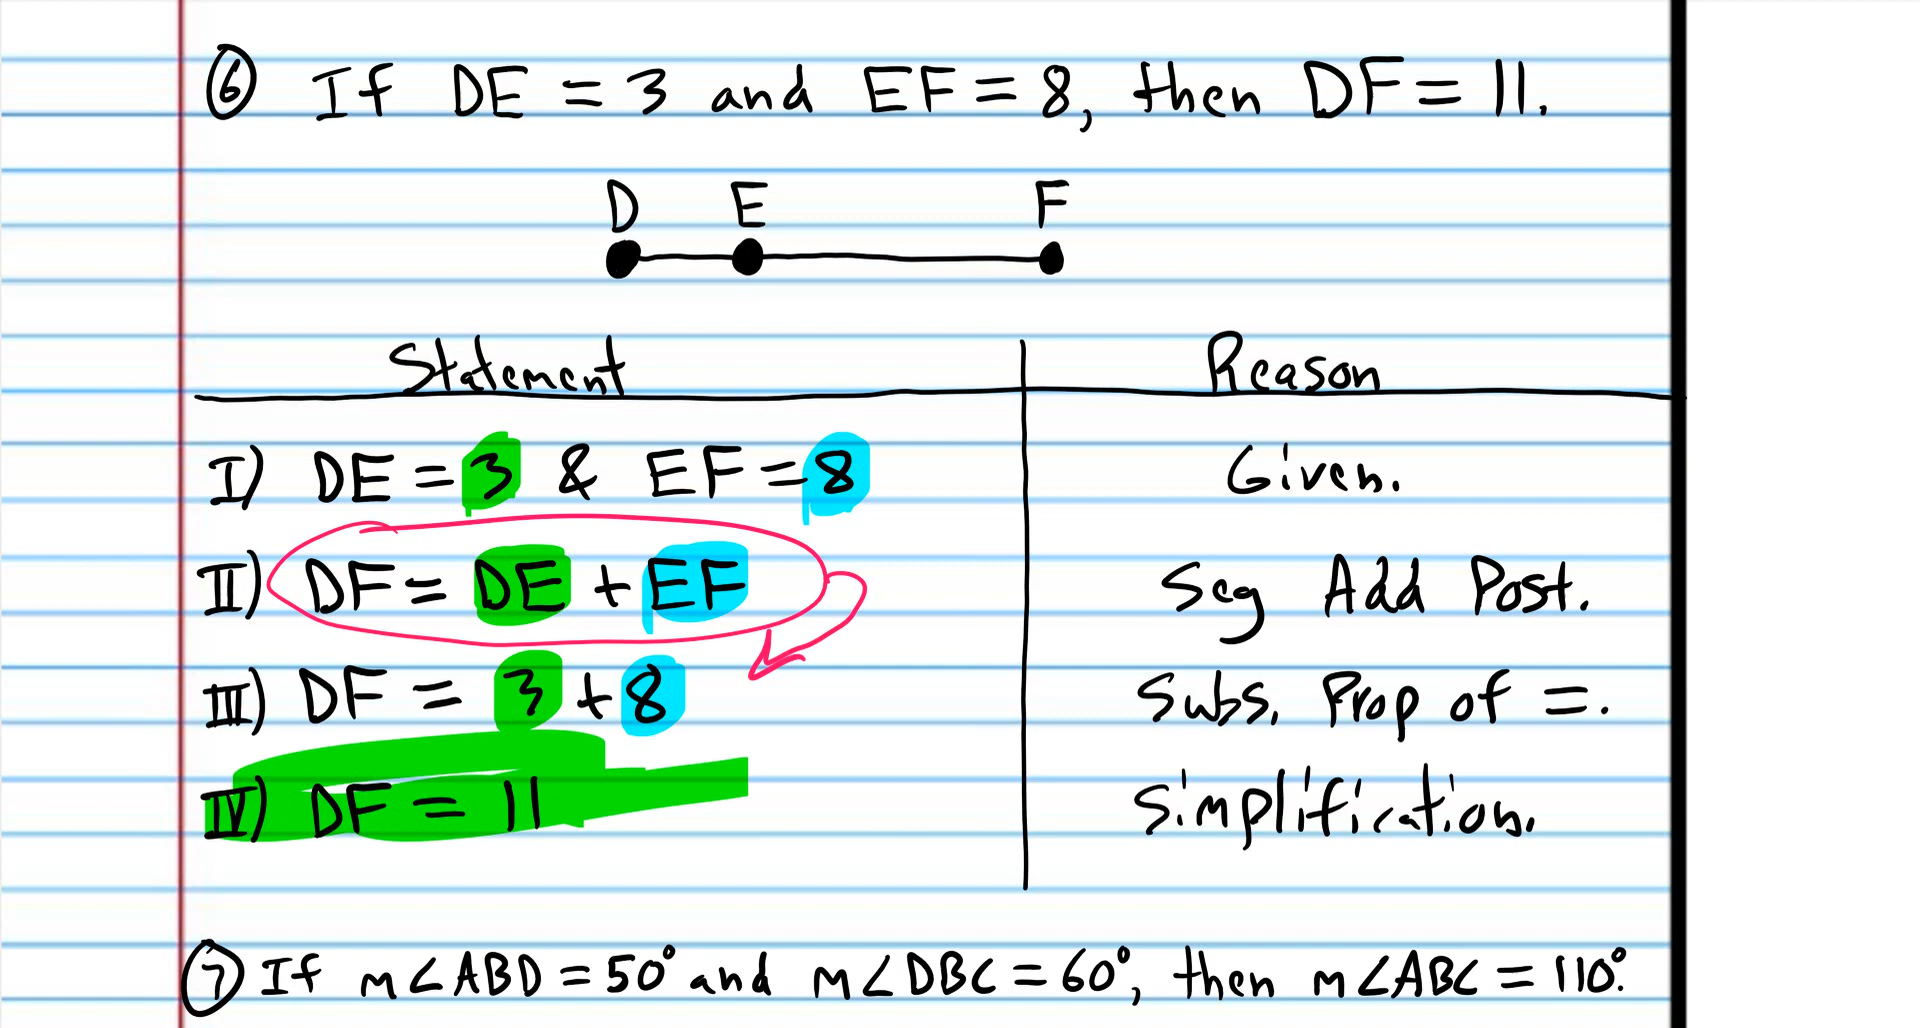 ⑥ If DE = 3 and EF = 8, then DF = 11.
D E F
Statement Reason
I) DE = 3 & EF = 8 Given.
II) DF = DE + EF Seg Add Post.
III) DF = 3 + 8 Subs. Prop of =.
IV) DF = 11 Simplification.
⑦ If m∠ABD = 50° and m∠DBC = 60°, then m∠ABC = 110°.